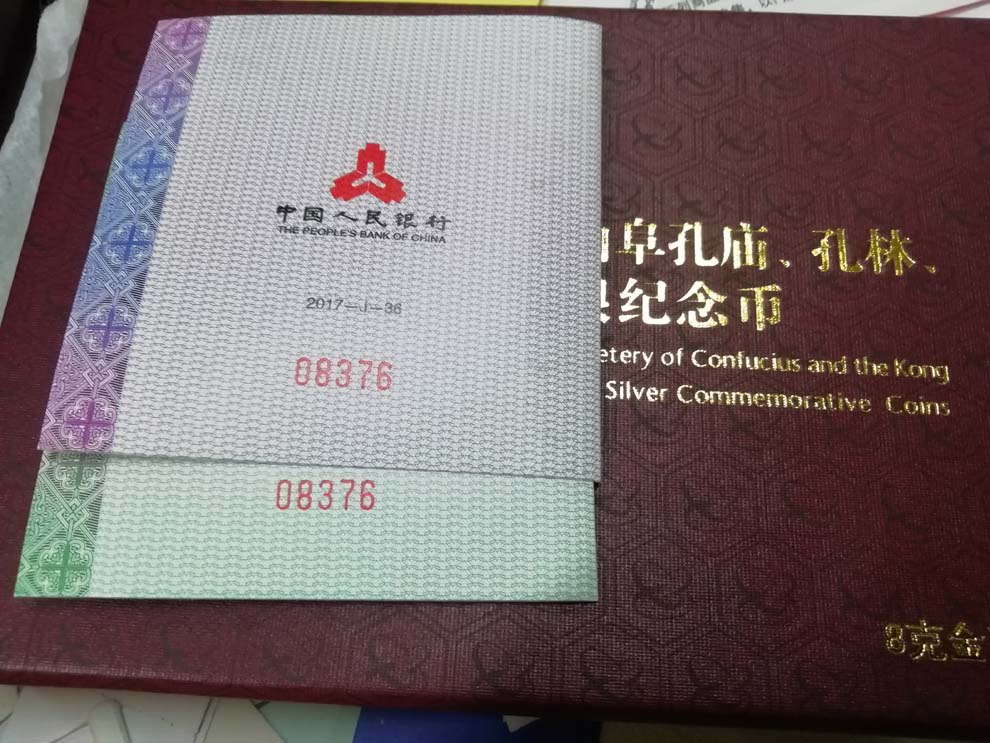 中国人民银行
THE PEOPLE'S BANK OF CHINA
2017—1—36
08376
08376
阜孔庙、孔林、
纪念币
etery of Confucius and the Kong
Silver Commemorative Coins
8克金